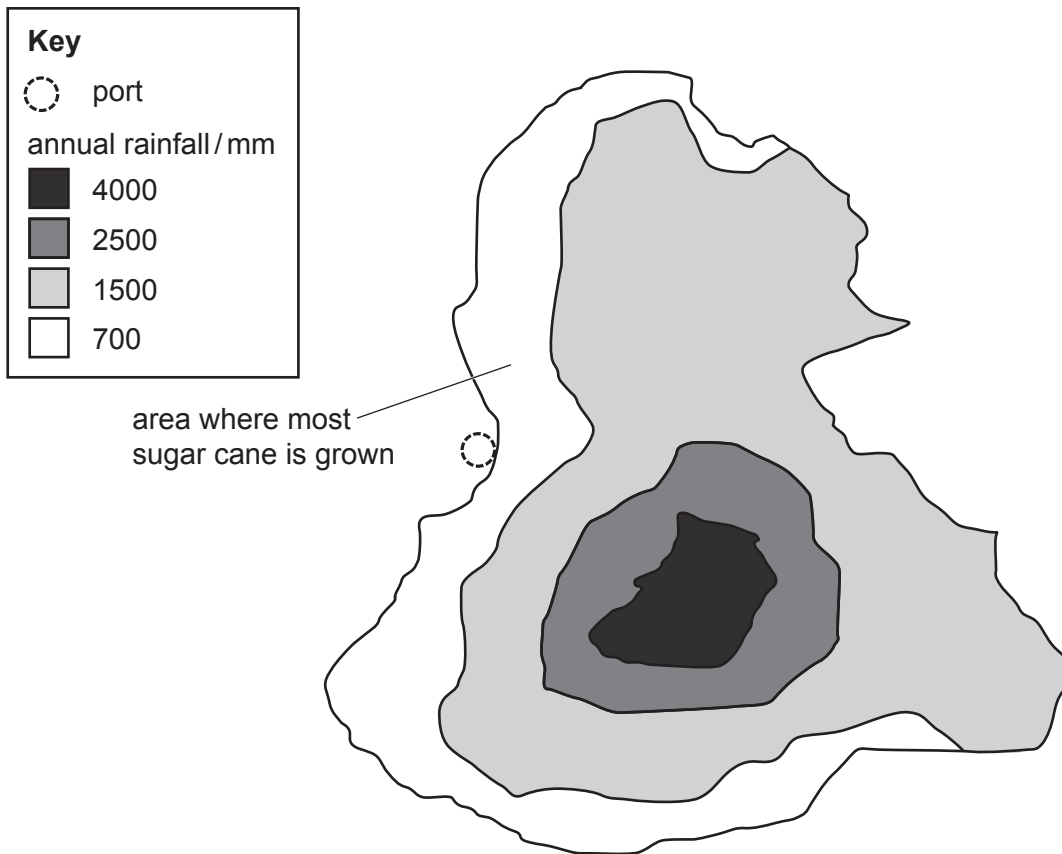 Key
port
annual rainfall / mm
4000
2500
1500
700
area where most
sugar cane is grown